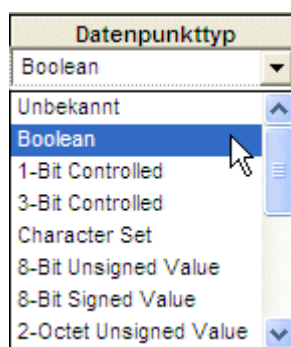 Datenpunkttyp
Boolean
Unbekannt
Boolean
1-Bit Controlled
3-Bit Controlled
Character Set
8-Bit Unsigned Value
8-Bit Signed Value
2-Octet Unsigned Value